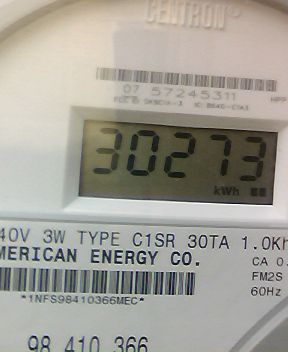 CENTRON®
07 57245311
30273
kWh
40V 3W TYPE C1SR 30TA 1.0Kh
MERICAN ENERGY CO.
CA 0.
FM2S
*1NFS98410366MEC*
60Hz
98 410 366